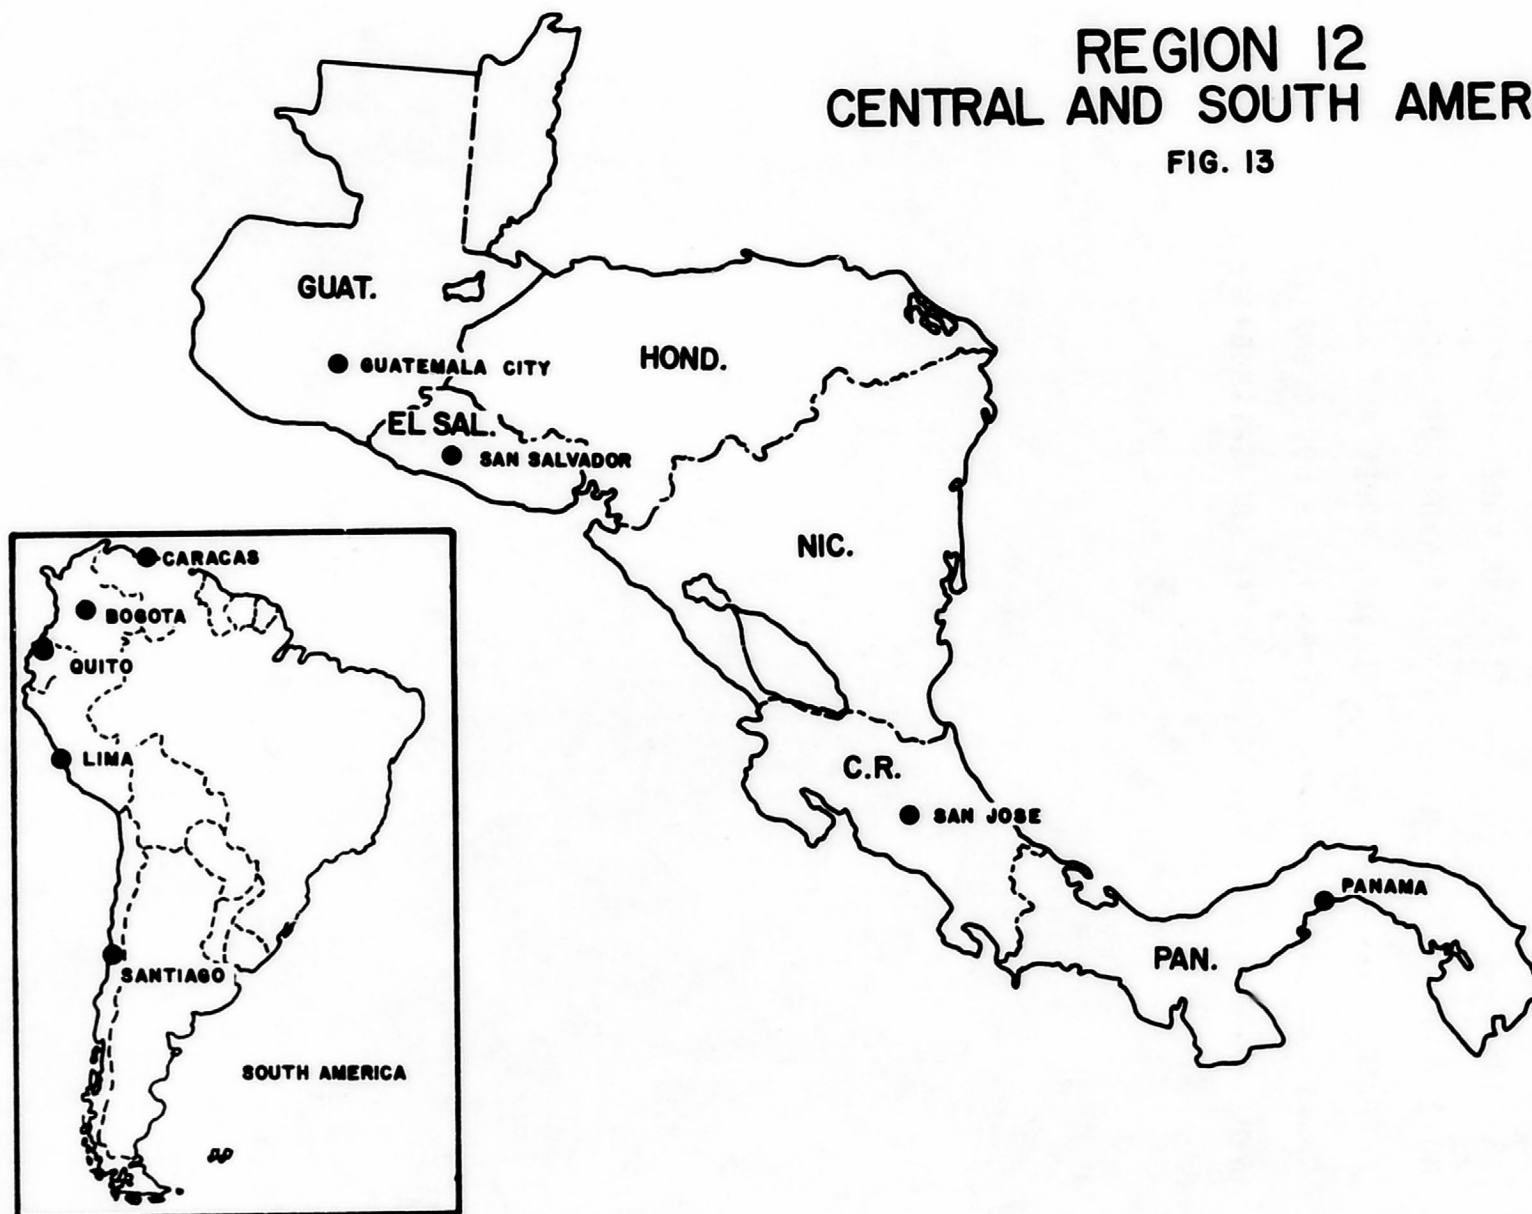 REGION 12
CENTRAL AND SOUTH AMER
FIG. 13
GUAT.
GUATEMALA CITY
HOND.
EL SAL.
SAN SALVADOR
NIC.
C.R.
SAN JOSE
PANAMA
PAN.
CARACAS
BOGOTA
QUITO
LIMA
SANTIAGO
SOUTH AMERICA